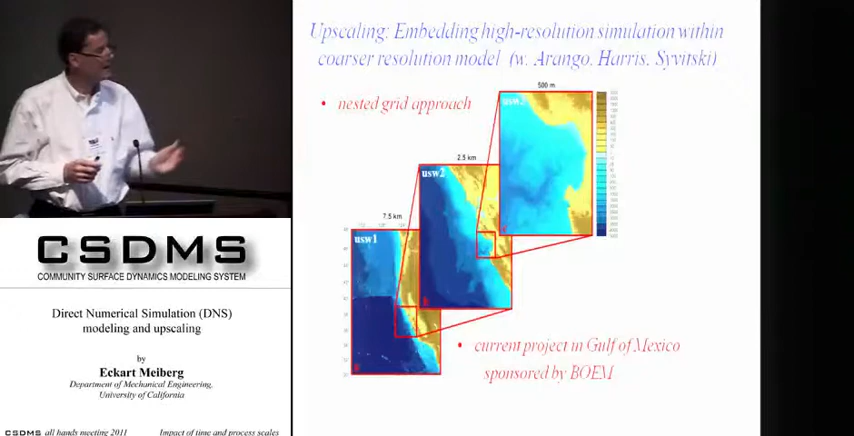 Upscaling: Embedding high-resolution simulation within
coarser resolution model (w. Arango, Harris, Syvitski)
• nested grid approach
500 m
usw3
2.5 km
usw2
7.5 km
usw1
• current project in Gulf of Mexico
sponsored by BOEM
CSDMS
COMMUNITY SURFACE DYNAMICS MODELING SYSTEM
Direct Numerical Simulation (DNS)
modeling and upscaling
by
Eckart Meiberg
Department of Mechanical Engineering,
University of California
CSDMS all hands meeting 2011 Impact of time and process scales